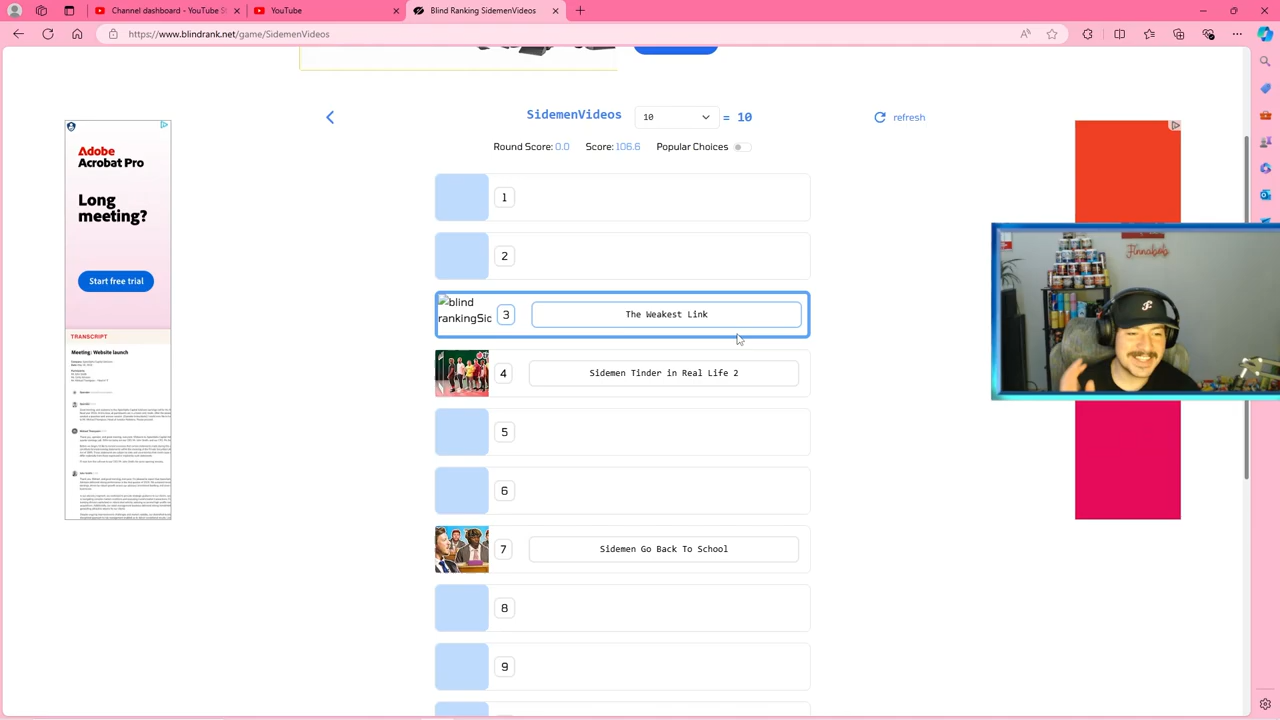 Channel dashboard - YouTube S
YouTube
Blind Ranking SidemenVideos
https://www.blindrank.net/game/SidemenVideos
SidemenVideos
10
= 10
refresh
Round Score: 0.0
Score: 106.6
Popular Choices
1
2
blind
rankingSid
3
The Weakest Link
4
Sidemen Tinder in Real Life 2
5
6
7
Sidemen Go Back To School
8
9
Adobe
Acrobat Pro
Long
meeting?
Start free trial
TRANSCRIPT
Meeting: Website launch
Finnabob